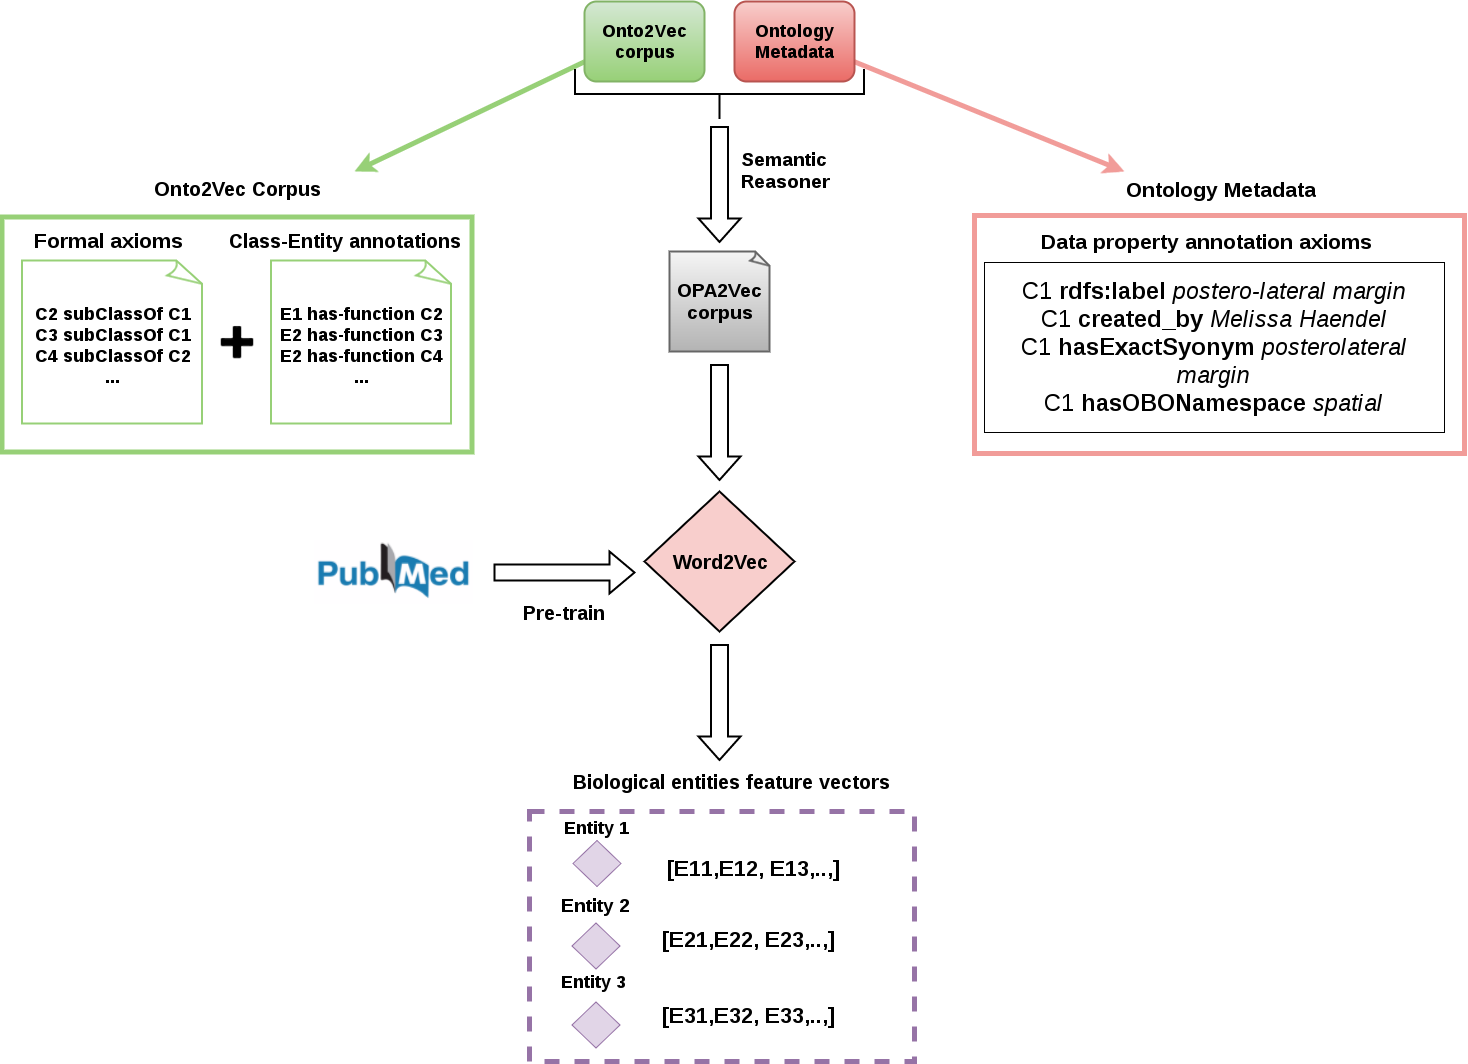 Onto2Vec
corpus
Ontology
Metadata
Semantic
Reasoner
Onto2Vec Corpus
Formal axioms
C2 subClassOf C1
C3 subClassOf C1
C4 subClassOf C2
...
+
Class-Entity annotations
E1 has-function C2
E2 has-function C3
E2 has-function C4
...
OPA2Vec
corpus
Ontology Metadata
Data property annotation axioms
C1 rdfs:label postero-lateral margin
C1 created_by Melissa Haendel
C1 hasExactSyonym posterolateral
margin
C1 hasOBONamespace spatial
PubMed
Pre-train
Word2Vec
Biological entities feature vectors
Entity 1
[E11,E12, E13,..,]
Entity 2
[E21,E22, E23,..,]
Entity 3
[E31,E32, E33,..,]